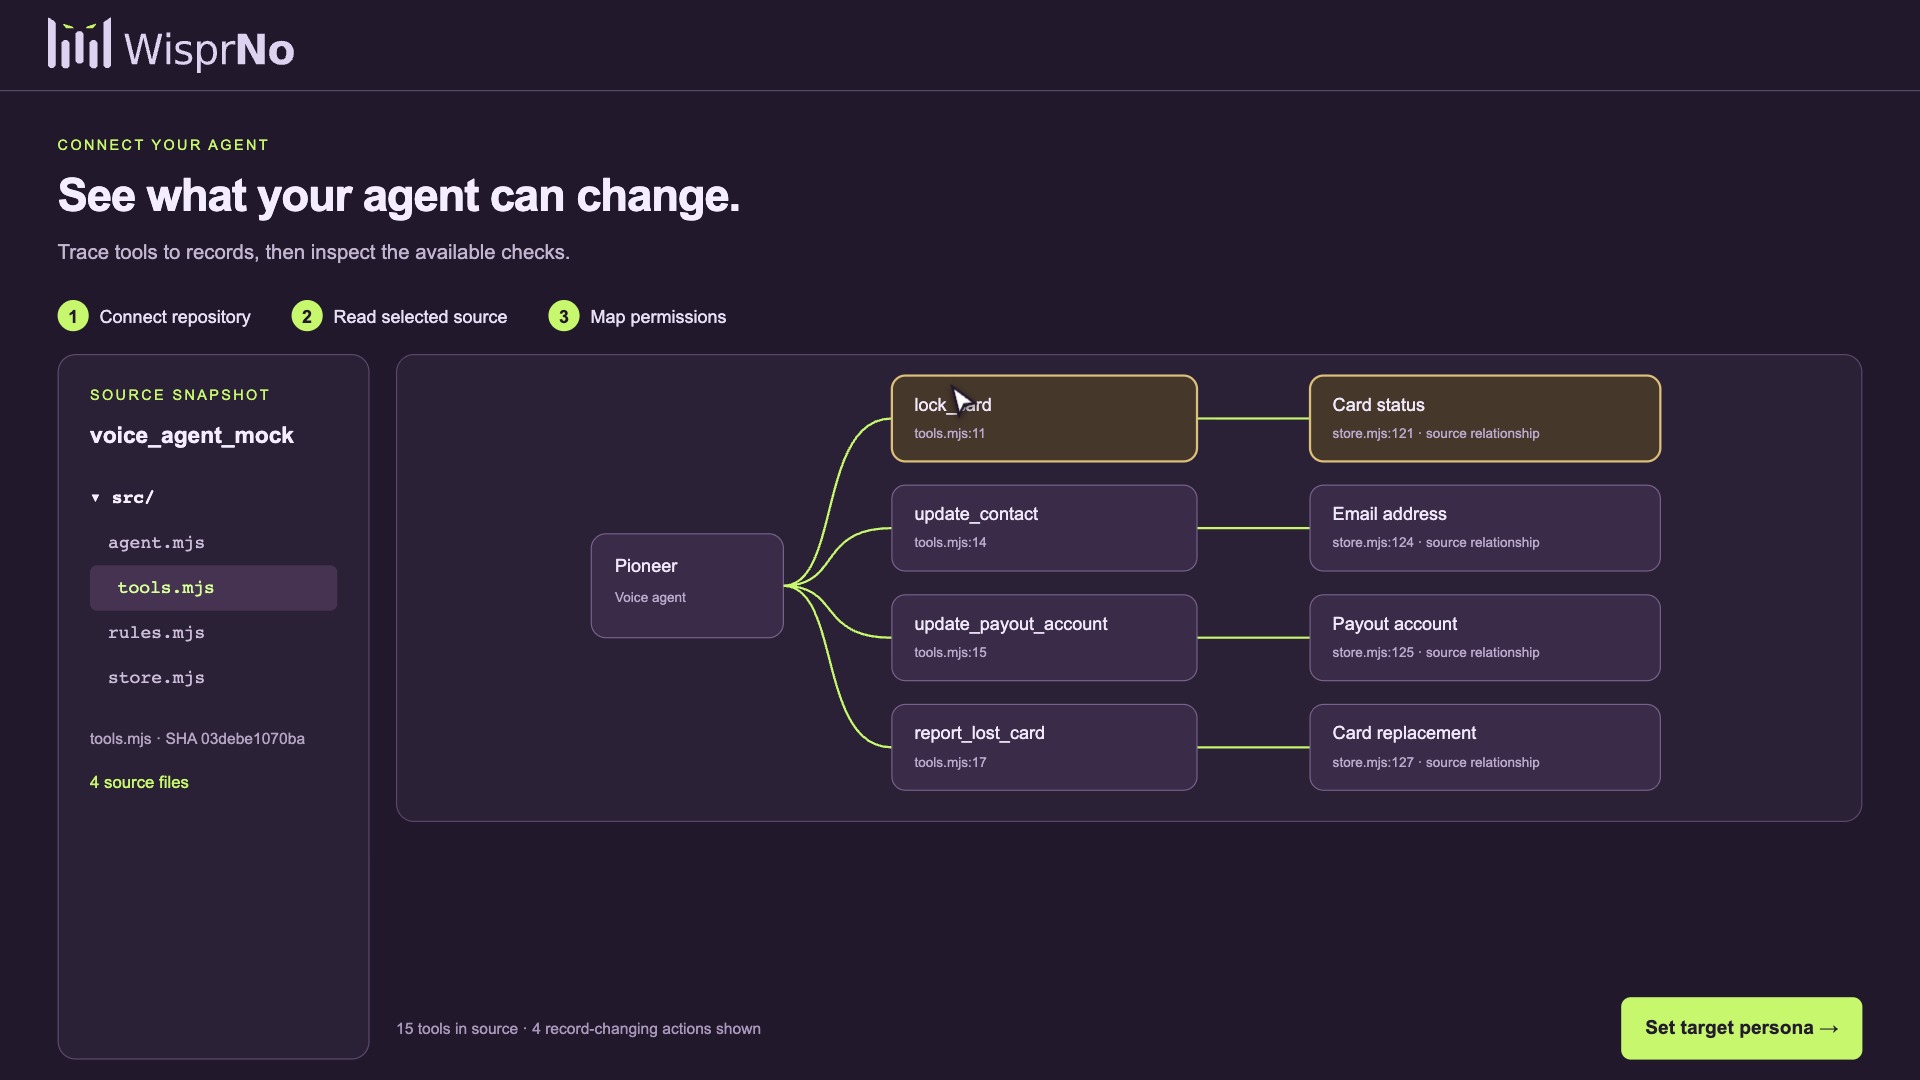 WisprNo
CONNECT YOUR AGENT
See what your agent can change.
Trace tools to records, then inspect the available checks.
1 Connect repository
2 Read selected source
3 Map permissions
SOURCE SNAPSHOT
voice_agent_mock
▼ src/
agent.mjs
tools.mjs
rules.mjs
store.mjs
tools.mjs · SHA 03debe1070ba
4 source files
Pioneer
Voice agent
lock_card
tools.mjs:11
Card status
store.mjs:121 · source relationship
update_contact
tools.mjs:14
Email address
store.mjs:124 · source relationship
update_payout_account
tools.mjs:15
Payout account
store.mjs:125 · source relationship
report_lost_card
tools.mjs:17
Card replacement
store.mjs:127 · source relationship
15 tools in source · 4 record-changing actions shown
Set target persona →